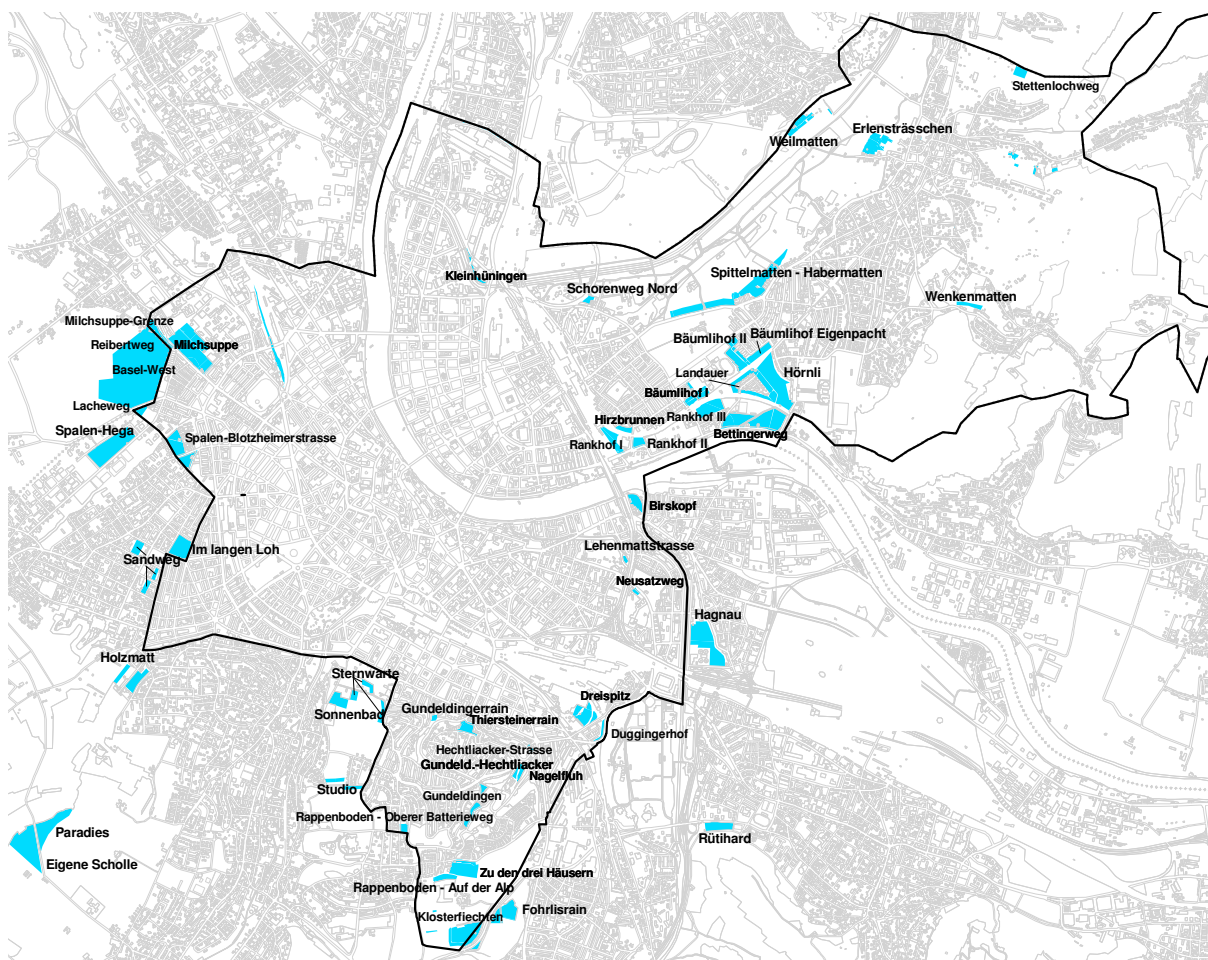 Stettenlochweg
Erlensträsschen
Weilmatten
Kleinhüningen
Spittelmatten - Habermatten
Schorenweg Nord
Wenkenmatten
Milchsuppe-Grenze
Reibertweg
Milchsuppe
Bäumlihof II
Bäumlihof Eigenpacht
Basel-West
Landauer
Hörnli
Bäumlihof I
Lacheweg
Rankhof III
Hirzbrunnen
Spalen-Hega
Spalen-Blotzheimerstrasse
Bettingerweg
Rankhof I
Rankhof II
Birskopf
Lehenmattstrasse
Im langen Loh
Sandweg
Neusatzweg
Hagnau
Holzmatt
Sternwarte
Dreispitz
Sonnenbad
Gundeldingerrain
Thiersteinerrain
Duggingerhof
Hechtliacker-Strasse
Gundeld.-Hechtliacker
Nagelfluh
Studio
Gundeldingen
Rappenboden - Oberer Batterieweg
Paradies
Rütihard
Eigene Scholle
Zu den drei Häusern
Rappenboden - Auf der Alp
Klosterfiechten
Fohrlisrain